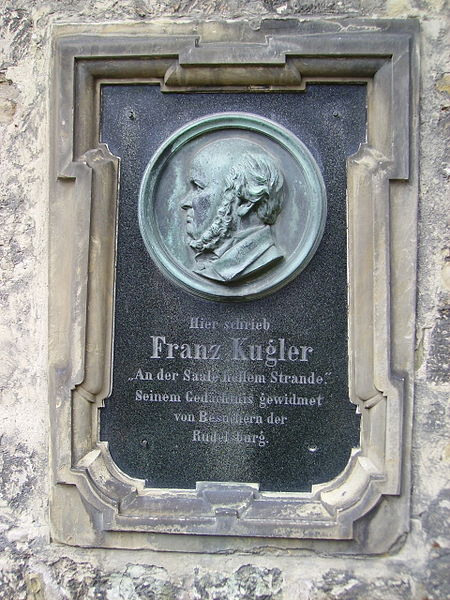 Hier schrieb
Franz Kugler
„An der Saale hellem Strande.“
Seinem Gedächtnis gewidmet
von Besuchern der
Rudelsburg.